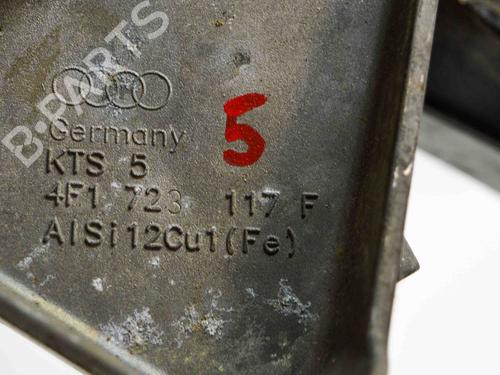 B-PARTS
Germany
5
KTS 5
4F1 723 117 F
AlSi12Cu1(Fe)